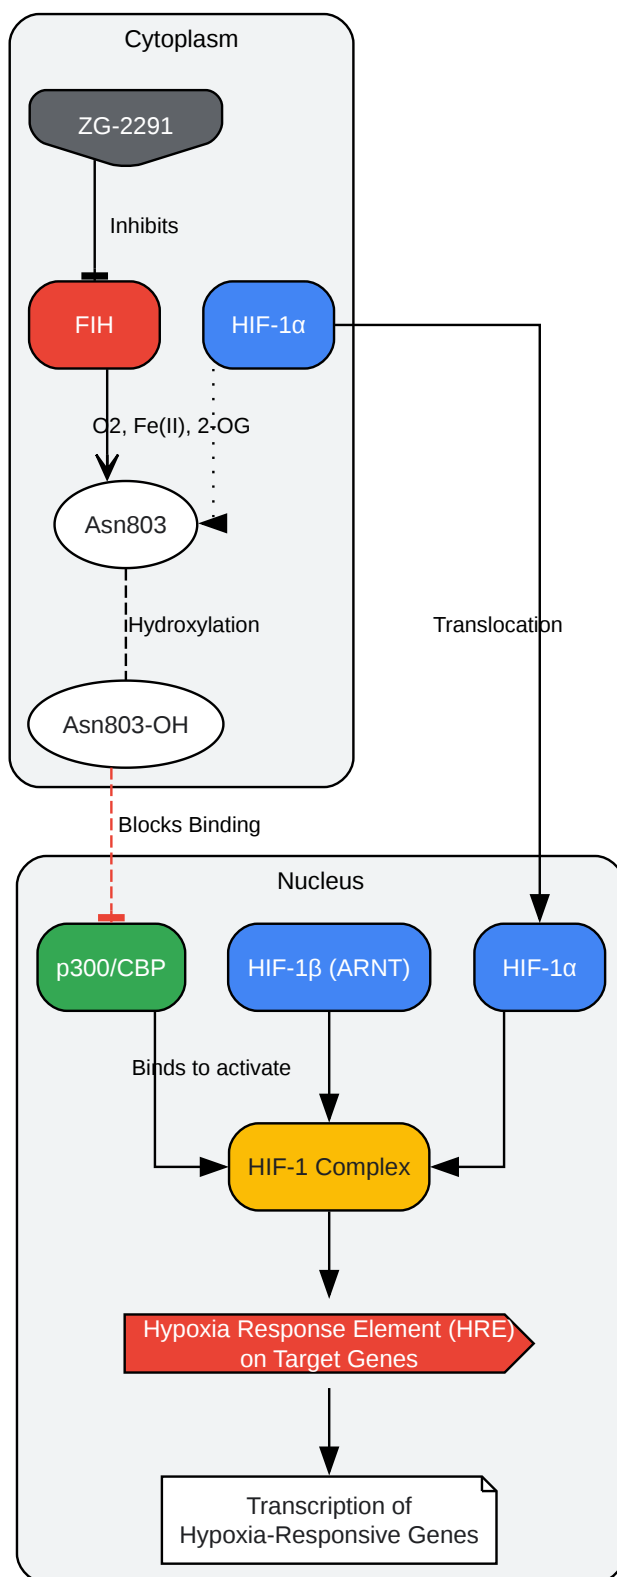 Cytoplasm
ZG-2291
Inhibits
FIH
HIF-1α
O2, Fe(II), 2-OG
Asn803
Hydroxylation
Translocation
Asn803-OH
Blocks Binding
Nucleus
p300/CBP
HIF-1β (ARNT)
HIF-1α
Binds to activate
HIF-1 Complex
Hypoxia Response Element (HRE)
on Target Genes
Transcription of
Hypoxia-Responsive Genes